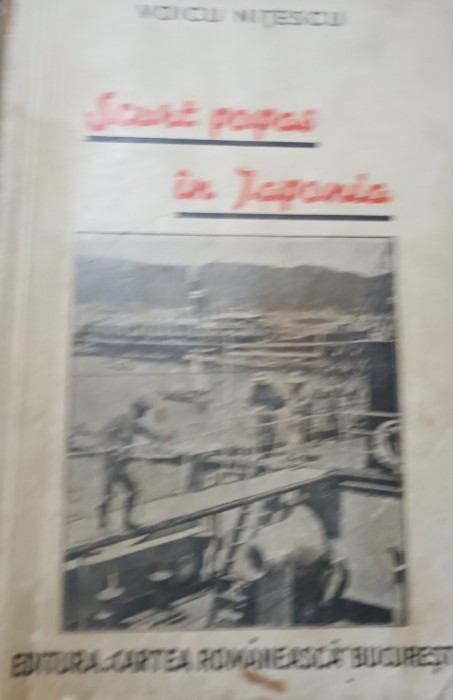 VOICU NIȚESCU
Scurt popas
în Japonia
EDITURA „CARTEA ROMÂNEASCĂ" BUCUREȘTI